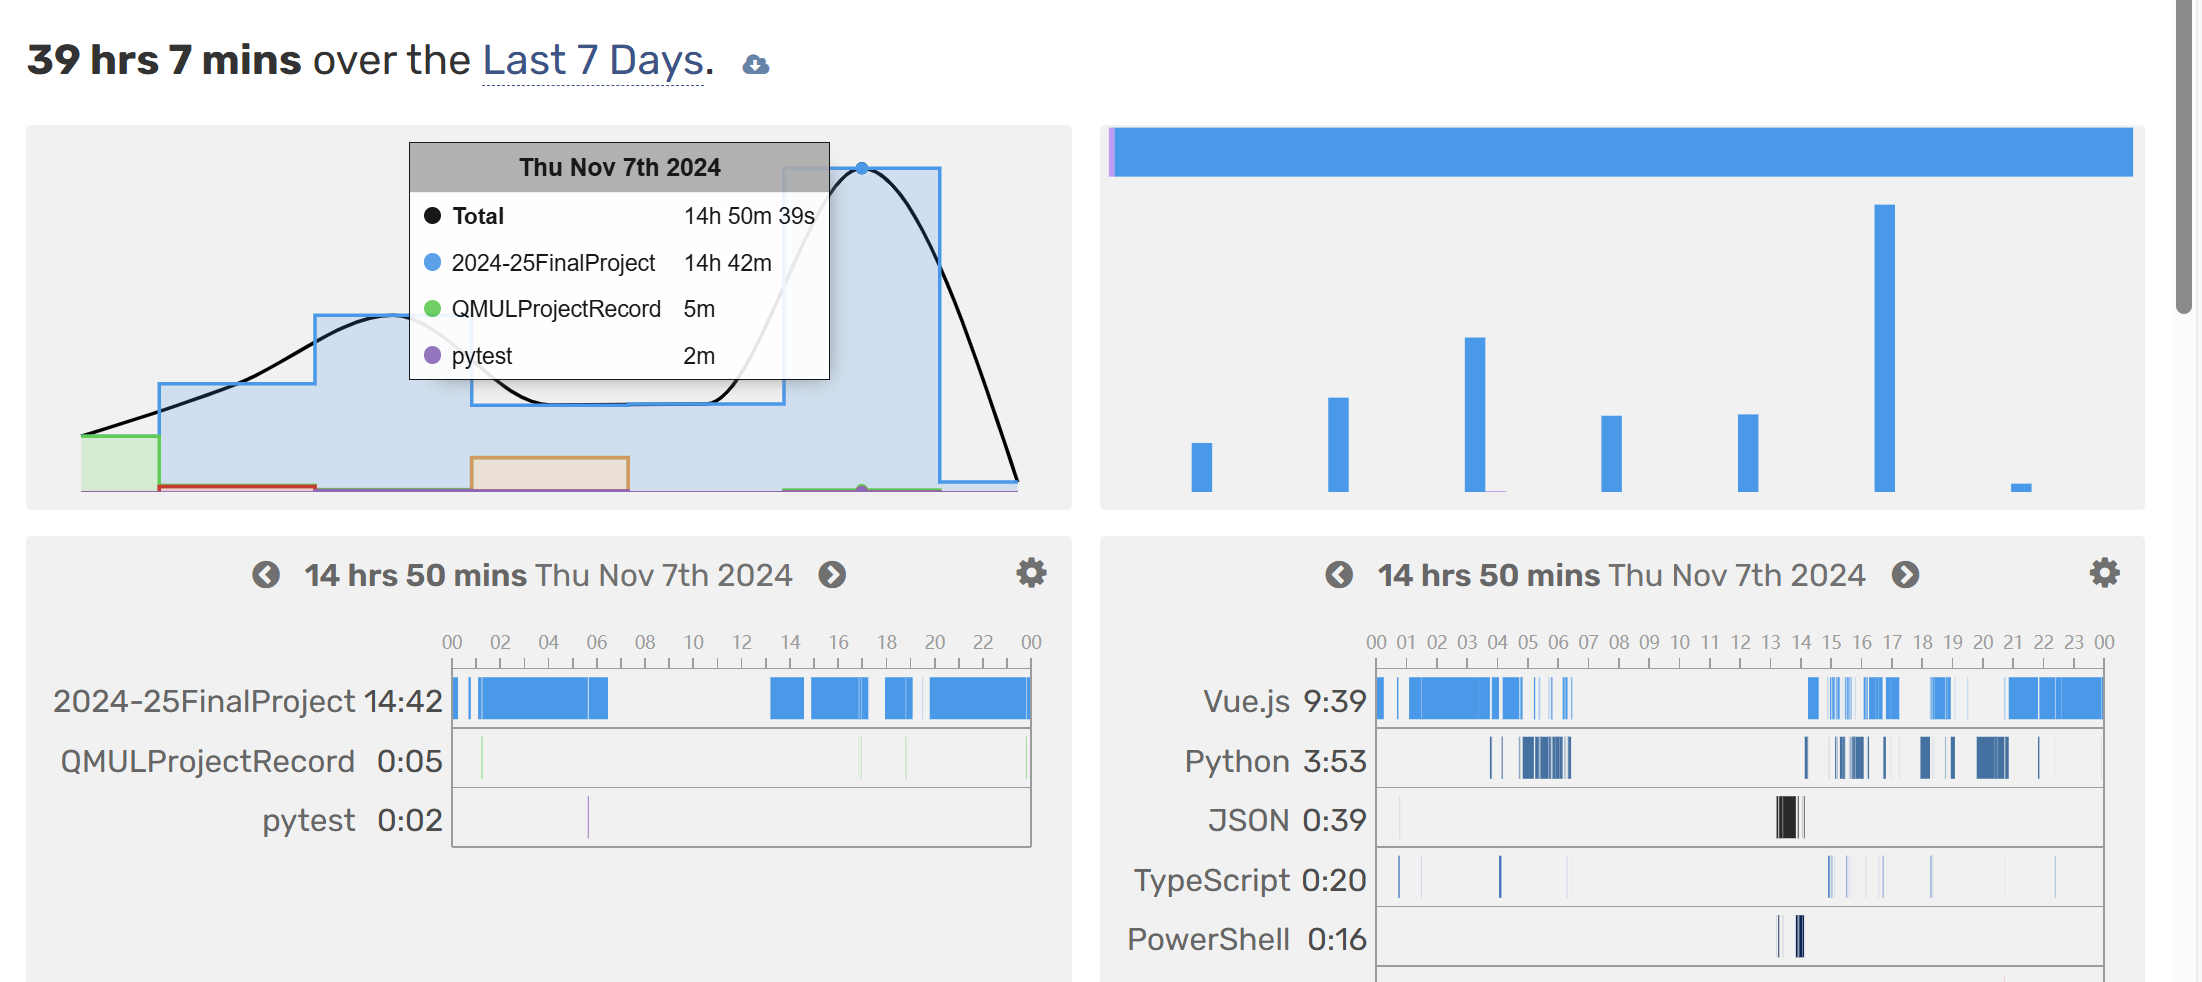 39 hrs 7 mins over the Last 7 Days.
Thu Nov 7th 2024
Total 14h 50m 39s
2024-25FinalProject 14h 42m
QMULProjectRecord 5m
pytest 2m
14 hrs 50 mins Thu Nov 7th 2024
00 02 04 06 08 10 12 14 16 18 20 22 00
2024-25FinalProject 14:42
QMULProjectRecord 0:05
pytest 0:02
14 hrs 50 mins Thu Nov 7th 2024
00 01 02 03 04 05 06 07 08 09 10 11 12 13 14 15 16 17 18 19 20 21 22 23 00
Vue.js 9:39
Python 3:53
JSON 0:39
TypeScript 0:20
PowerShell 0:16